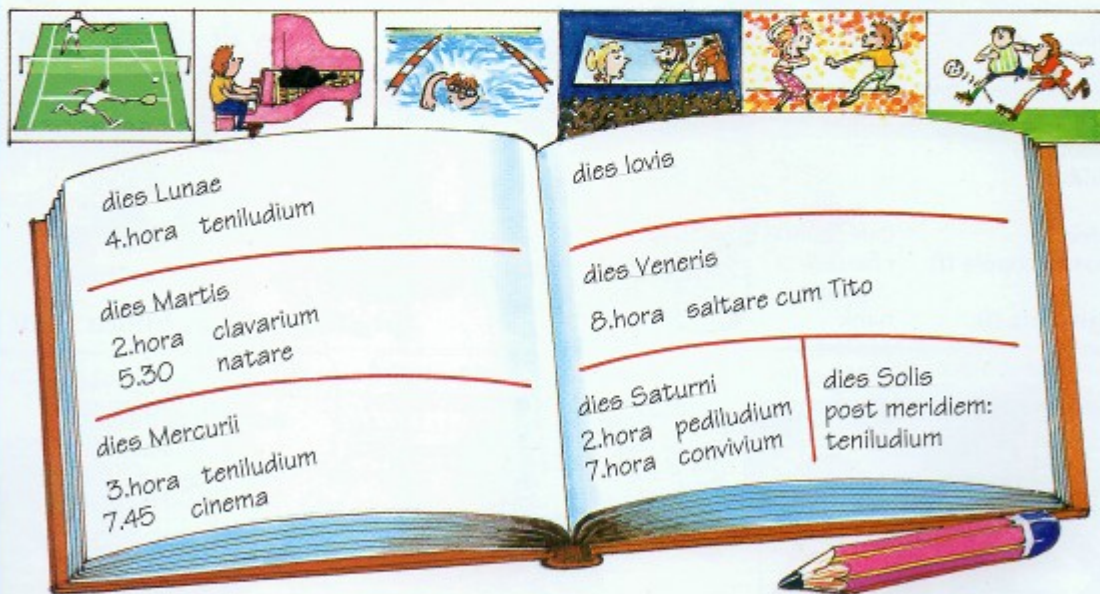 dies Lunae
4.hora teniludium
dies Martis
2.hora clavarium
5.30 natare
dies Mercurii
3.hora teniludium
7.45 cinema
dies Iovis
dies Veneris
8.hora saltare cum Tito
dies Saturni
2.hora pediludium
7.hora convivium
dies Solis
post meridiem:
teniludium